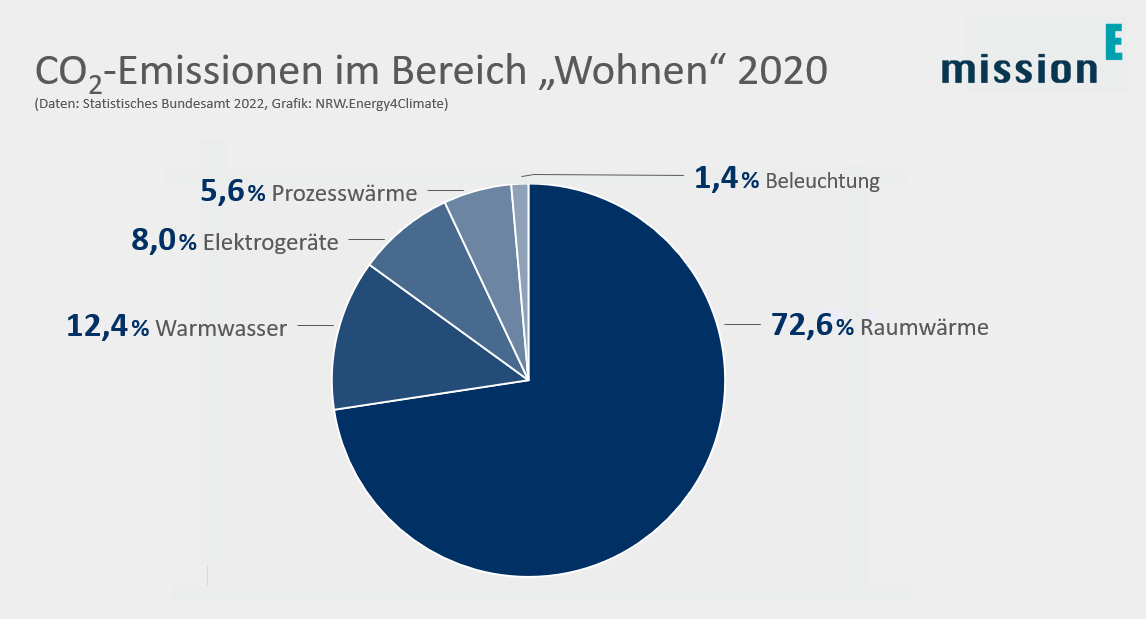 CO₂-Emissionen im Bereich „Wohnen“ 2020
(Daten: Statistisches Bundesamt 2022, Grafik: NRW.Energy4Climate)
mission E
1,4% Beleuchtung
5,6% Prozesswärme
8,0% Elektrogeräte
12,4% Warmwasser
72,6% Raumwärme